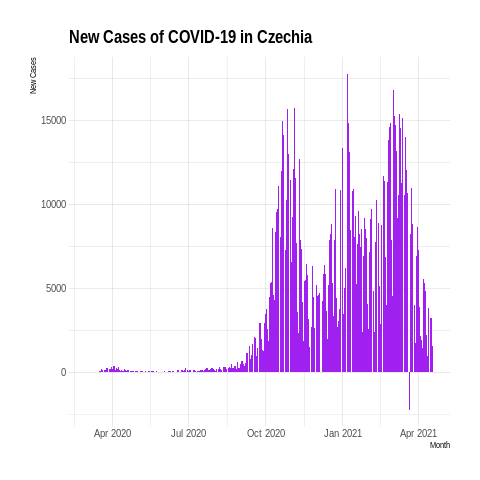 New Cases of COVID-19 in Czechia
New Cases
15000
10000
5000
0
Apr 2020 Jul 2020 Oct 2020 Jan 2021 Apr 2021
Month